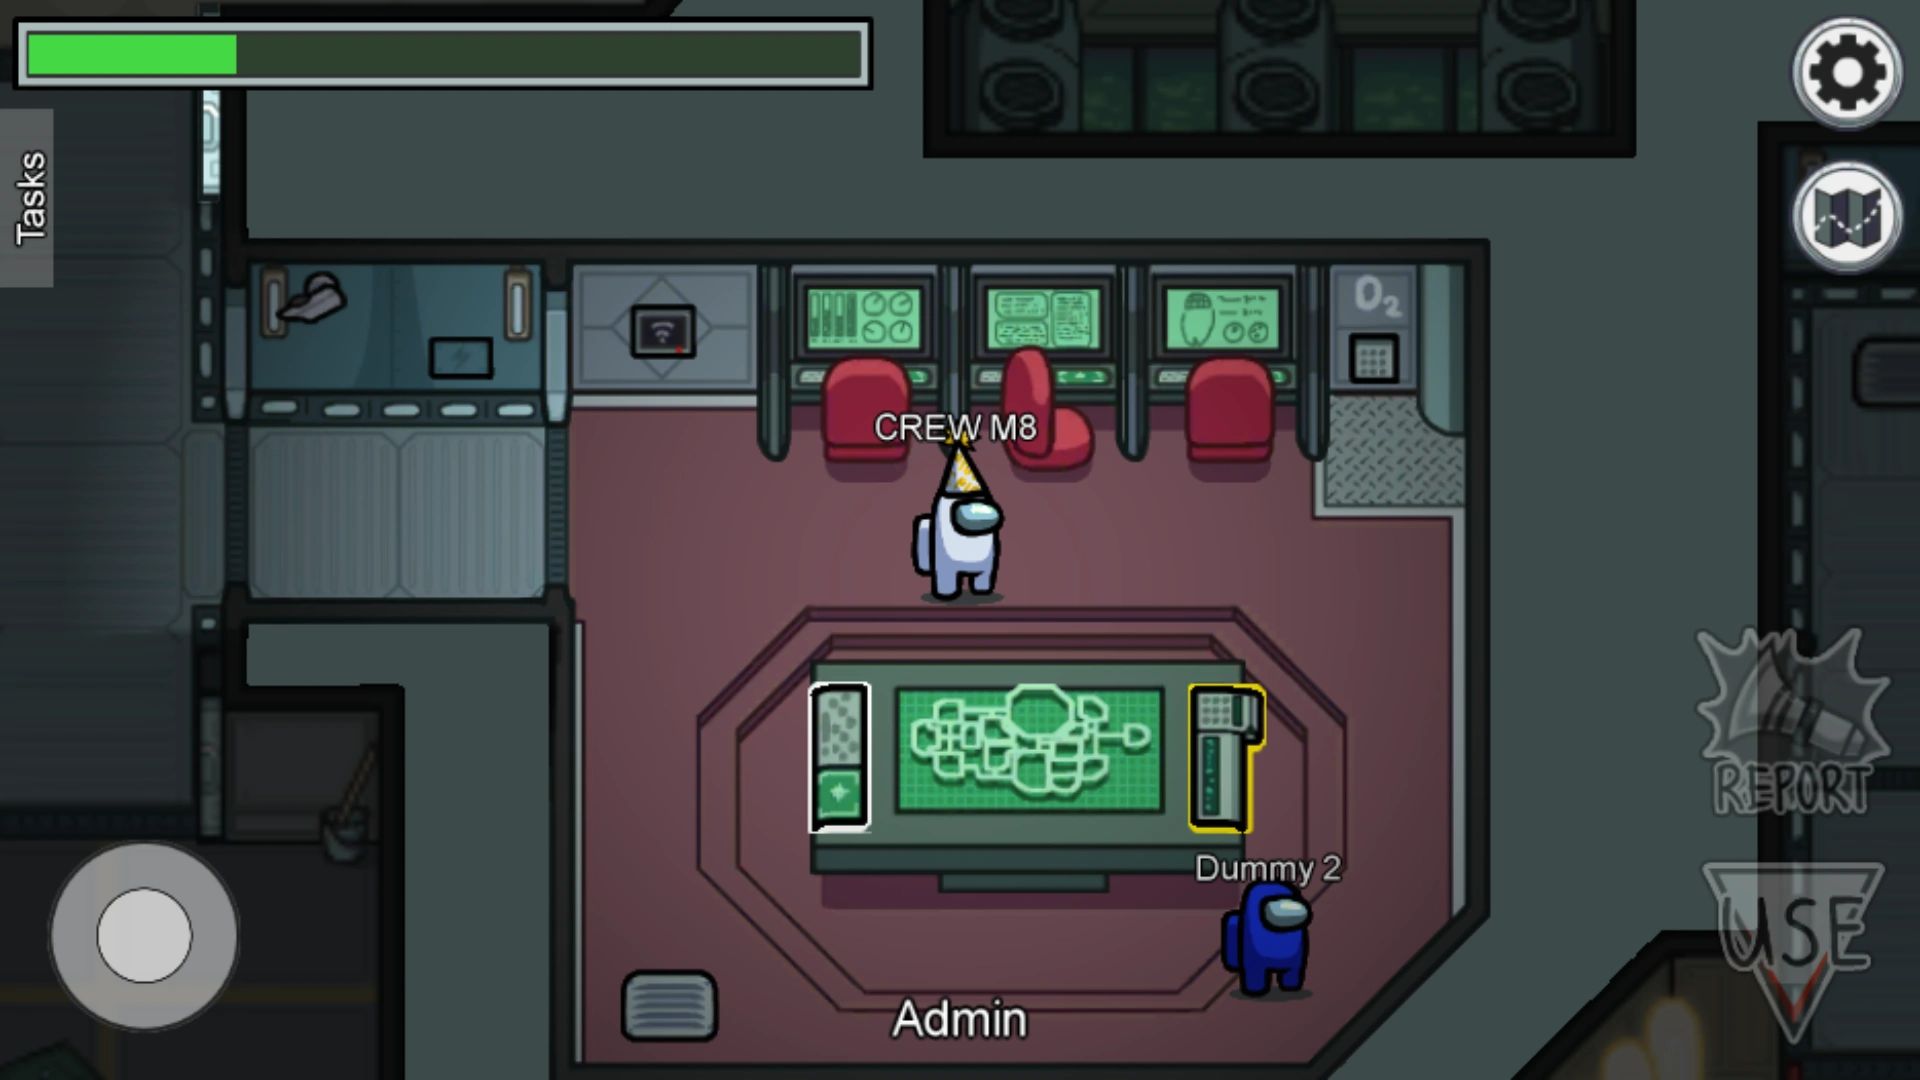 Tasks
O2
CREW M8
REPORT
Dummy 2
USE
Admin